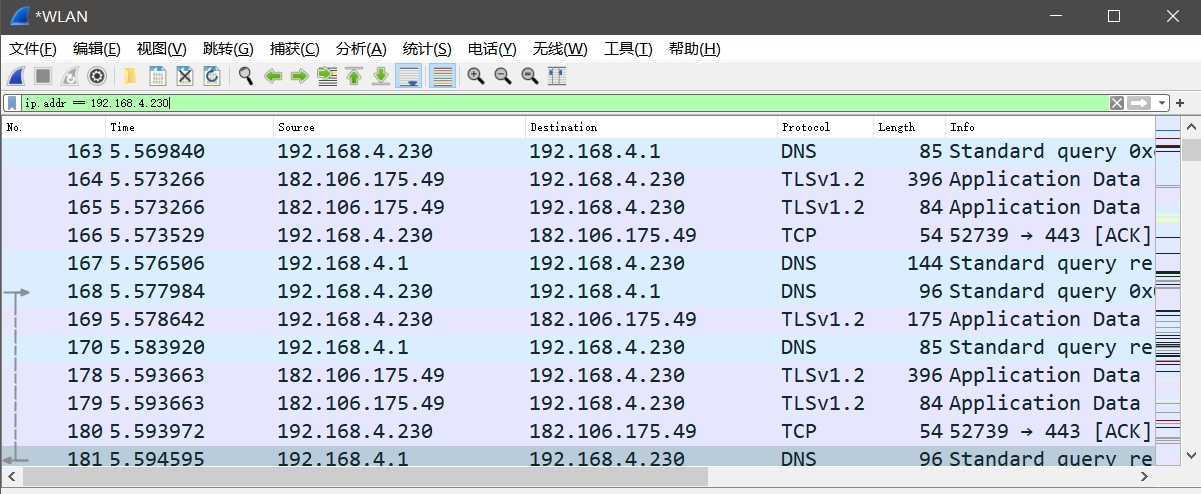 *WLAN
文件(F) 编辑(E) 视图(V) 跳转(G) 捕获(C) 分析(A) 统计(S) 电话(Y) 无线(W) 工具(T) 帮助(H)
ip.addr == 192.168.4.230
No. Time Source Destination Protocol Length Info
163 5.569840 192.168.4.230 192.168.4.1 DNS 85 Standard query
164 5.573266 182.106.175.49 192.168.4.230 TLSv1.2 396 Application Data
165 5.573266 182.106.175.49 192.168.4.230 TLSv1.2 84 Application Data
166 5.573529 192.168.4.230 182.106.175.49 TCP 54 52739 → 443 [ACK]
167 5.576506 192.168.4.1 192.168.4.230 DNS 144 Standard query re
168 5.577984 192.168.4.230 192.168.4.1 DNS 96 Standard query
169 5.578642 192.168.4.230 182.106.175.49 TLSv1.2 175 Application Data
170 5.583920 192.168.4.1 192.168.4.230 DNS 85 Standard query re
178 5.593663 182.106.175.49 192.168.4.230 TLSv1.2 396 Application Data
179 5.593663 182.106.175.49 192.168.4.230 TLSv1.2 84 Application Data
180 5.593972 192.168.4.230 182.106.175.49 TCP 54 52739 → 443 [ACK]
181 5.594595 192.168.4.1 192.168.4.230 DNS 96 Standard query re